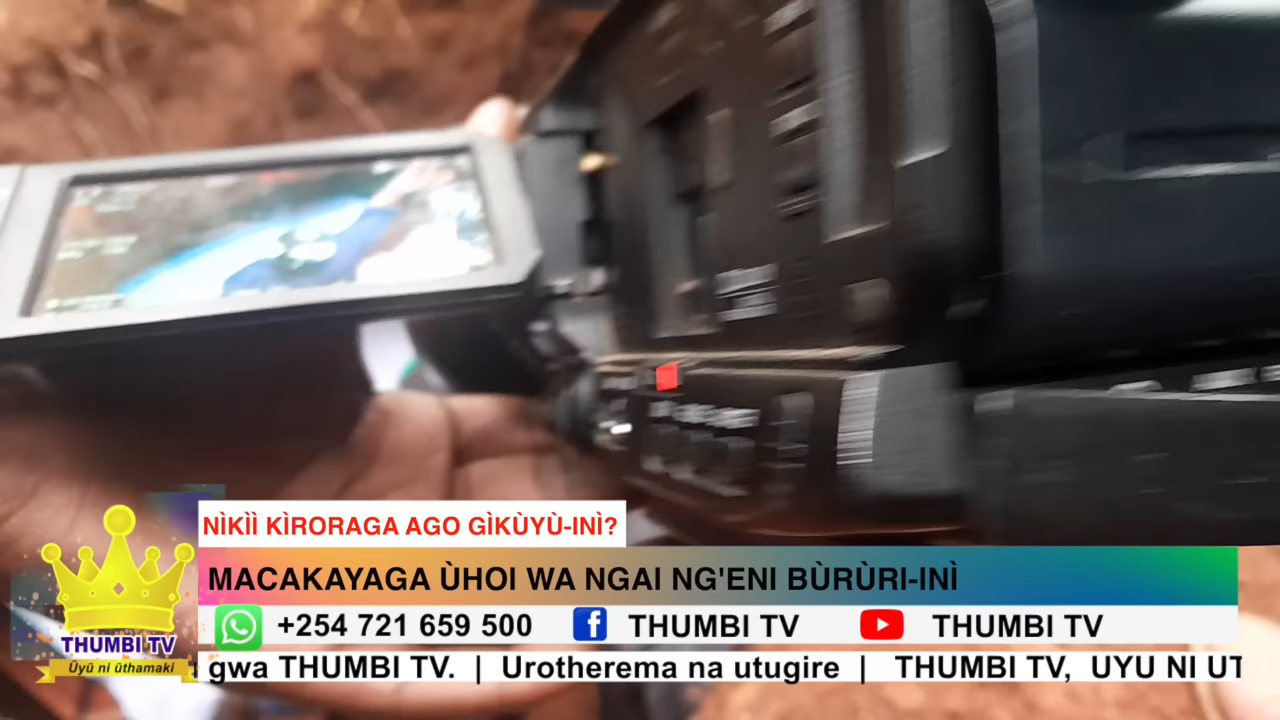 NÌKÌÌ KÌRORAGA AGO GÌKÙYÙ-INÌ?
MACAKAYAGA ÙHOI WA NGAI NG'ENI BÙRÙRI-INÌ
THUMBI TV
Ũyũ ni ũthamaki
+254 721 659 500 THUMBI TV THUMBI TV
gwa THUMBI TV. | Urotherema na utugire | THUMBI TV, UYU NI UT